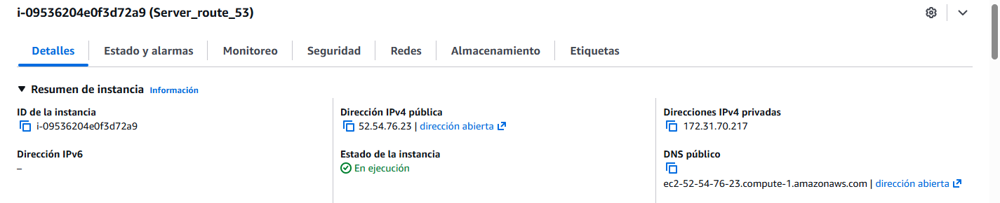 i-09536204e0f3d72a9 (Server_route_53)
Detalles
Estado y alarmas
Monitoreo
Seguridad
Redes
Almacenamiento
Etiquetas
Resumen de instancia Información
ID de la instancia
i-09536204e0f3d72a9
Dirección IPv4 pública
52.54.76.23 | dirección abierta
Direcciones IPv4 privadas
172.31.70.217
Dirección IPv6
–
Estado de la instancia
En ejecución
DNS público
ec2-52-54-76-23.compute-1.amazonaws.com | dirección abierta